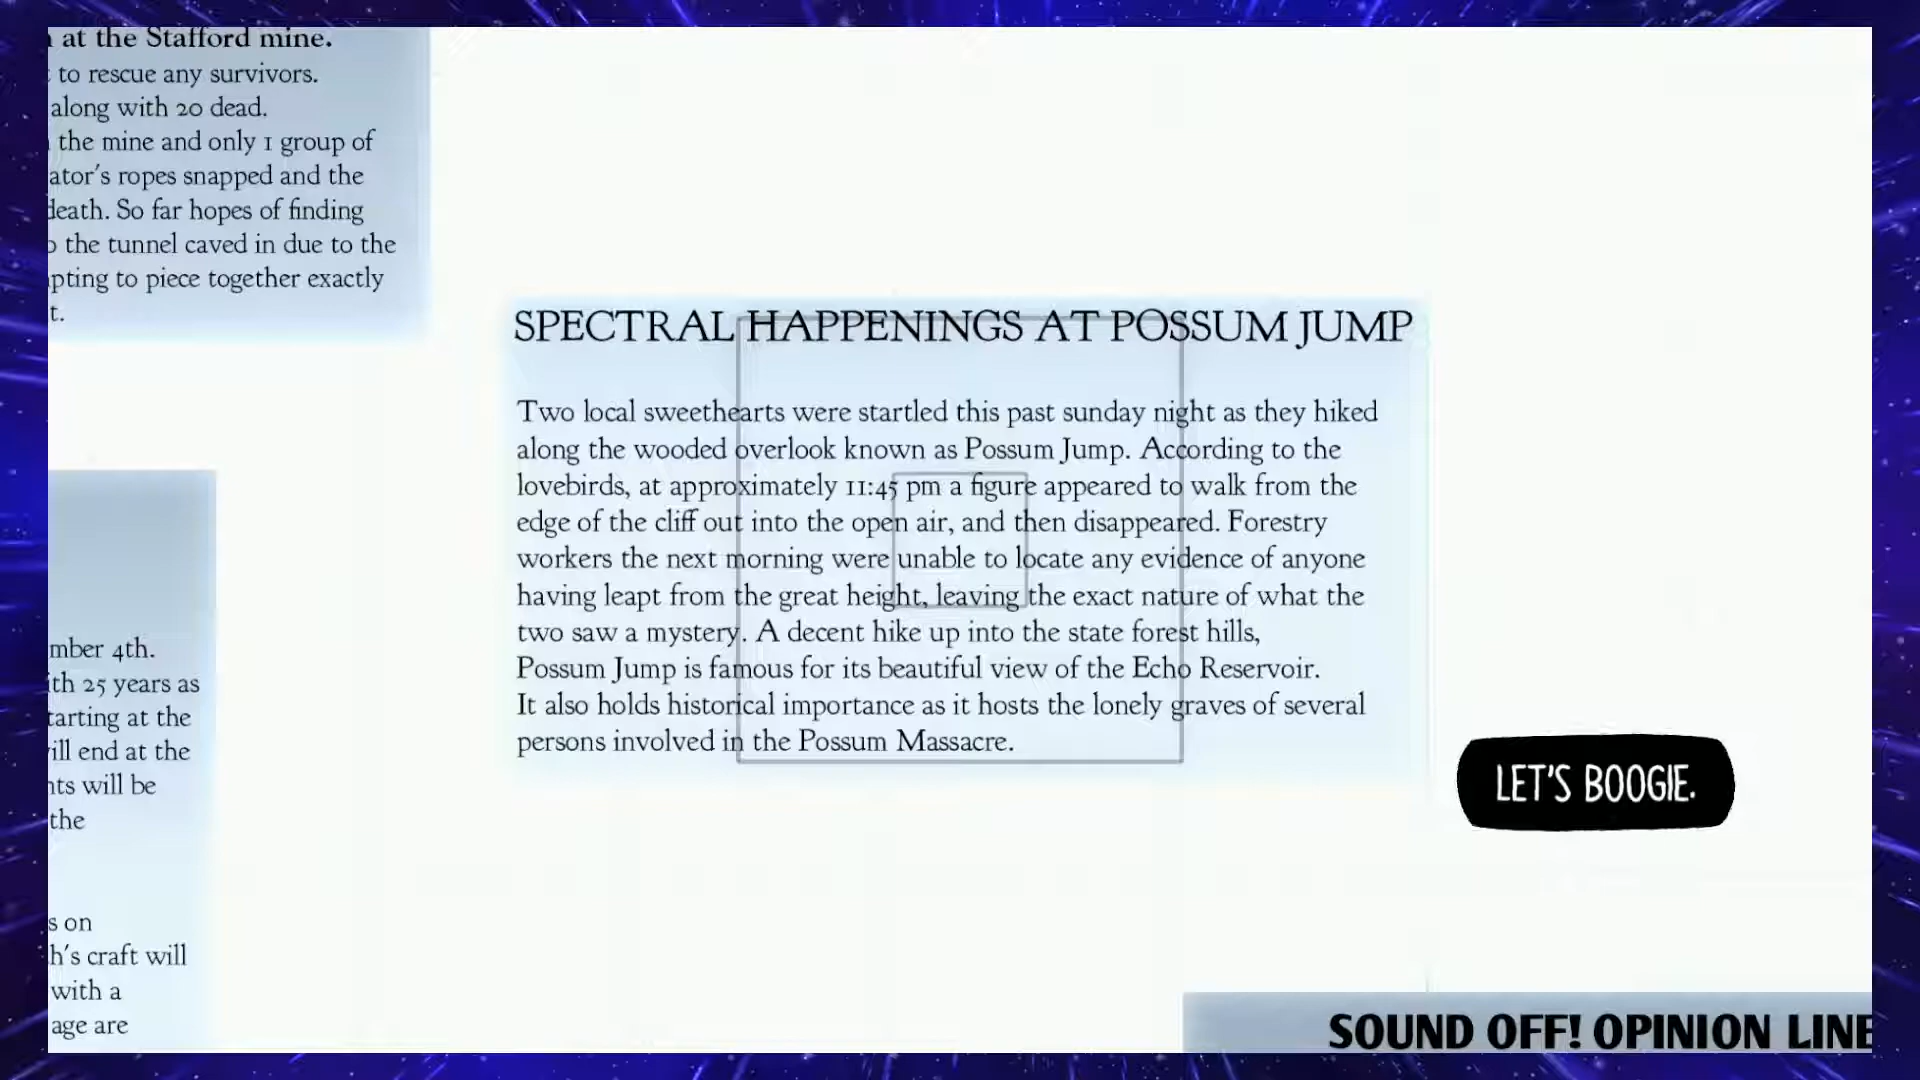 at the Stafford mine.
to rescue any survivors.
along with 20 dead.
the mine and only 1 group of
ator's ropes snapped and the
death. So far hopes of finding
the tunnel caved in due to the
pting to piece together exactly
t.
SPECTRAL HAPPENINGS AT POSSUM JUMP
Two local sweethearts were startled this past sunday night as they hiked
along the wooded overlook known as Possum Jump. According to the
lovebirds, at approximately 11:45 pm a figure appeared to walk from the
edge of the cliff out into the open air, and then disappeared. Forestry
workers the next morning were unable to locate any evidence of anyone
having leapt from the great height, leaving the exact nature of what the
two saw a mystery. A decent hike up into the state forest hills,
Possum Jump is famous for its beautiful view of the Echo Reservoir.
It also holds historical importance as it hosts the lonely graves of several
persons involved in the Possum Massacre.
mber 4th.
ith 25 years as
tarting at the
ill end at the
nts will be
the
s on
h's craft will
with a
age are
LET'S BOOGIE.
SOUND OFF! OPINION LINE